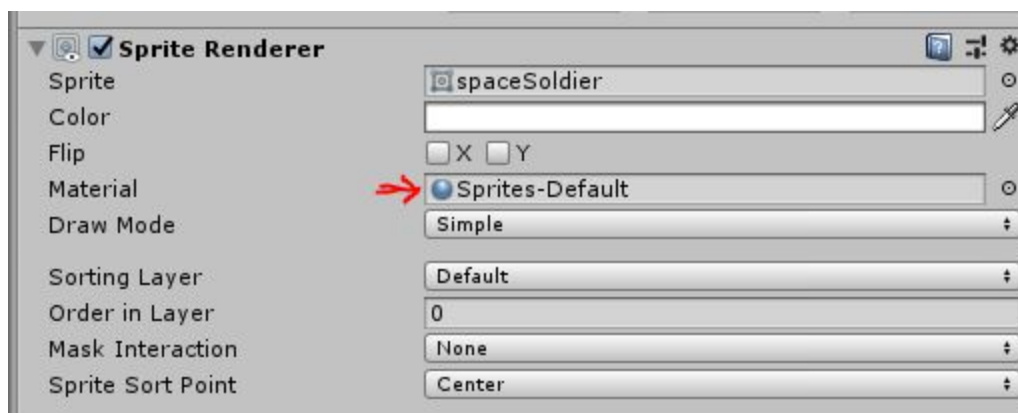 Sprite Renderer
Sprite spaceSoldier
Color
Flip X Y
Material Sprites-Default
Draw Mode Simple
Sorting Layer Default
Order in Layer 0
Mask Interaction None
Sprite Sort Point Center